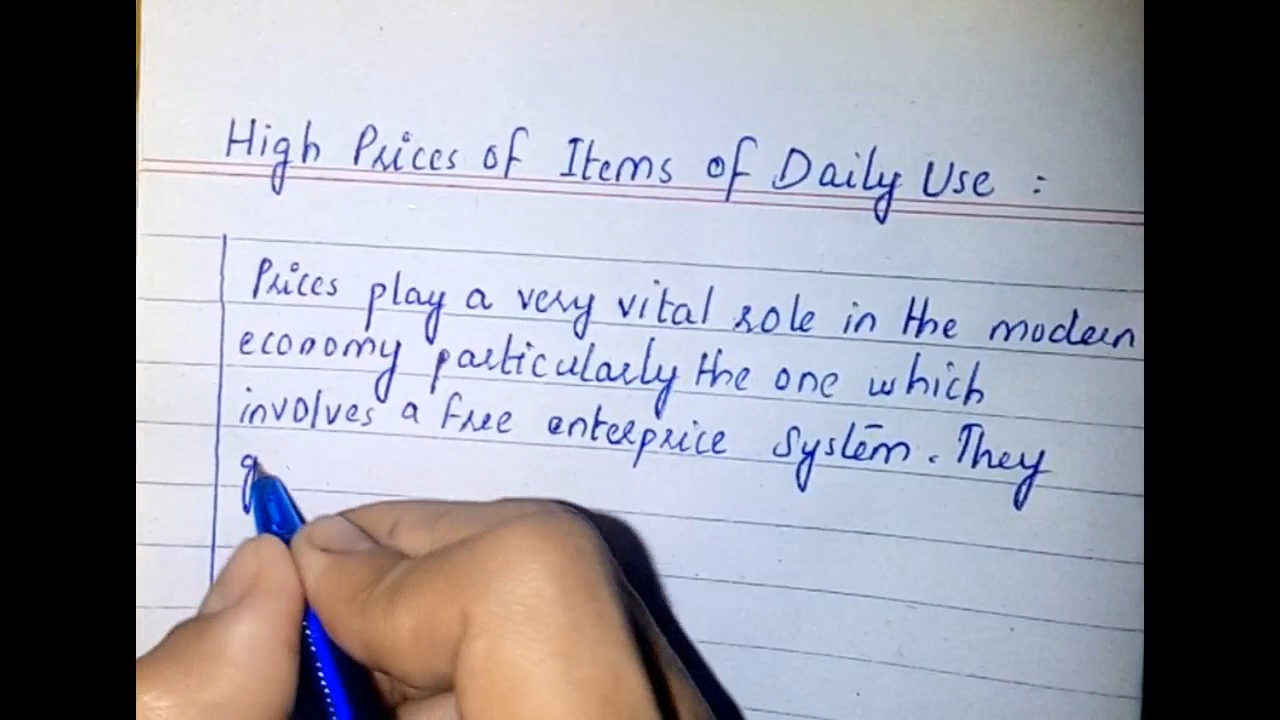 High Prices of Items of Daily Use :
Prices play a very vital role in the modern
economy particularly the one which
involves a free enterprice system. They
g